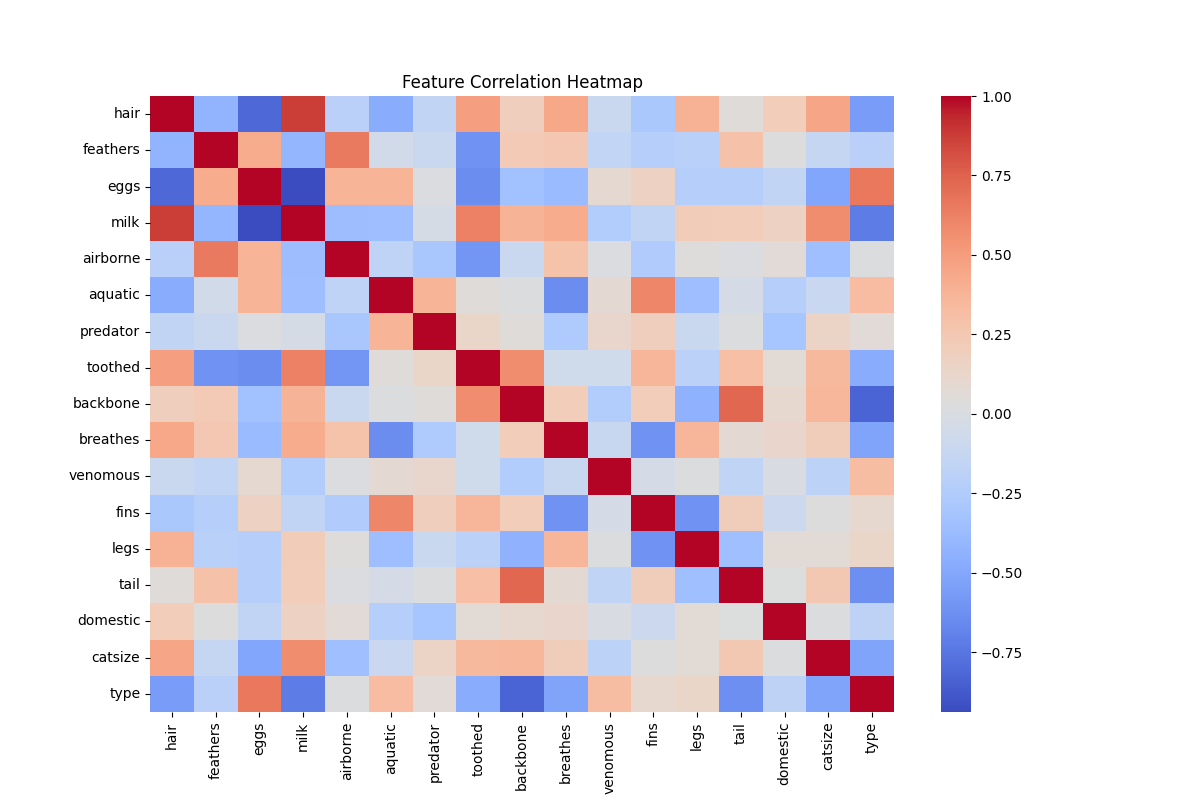 Feature Correlation Heatmap
hair
feathers
eggs
milk
airborne
aquatic
predator
toothed
backbone
breathes
venomous
fins
legs
tail
domestic
catsize
type
hair
feathers
eggs
milk
airborne
aquatic
predator
toothed
backbone
breathes
venomous
fins
legs
tail
domestic
catsize
type
1.00
0.75
0.50
0.25
0.00
−0.25
−0.50
−0.75